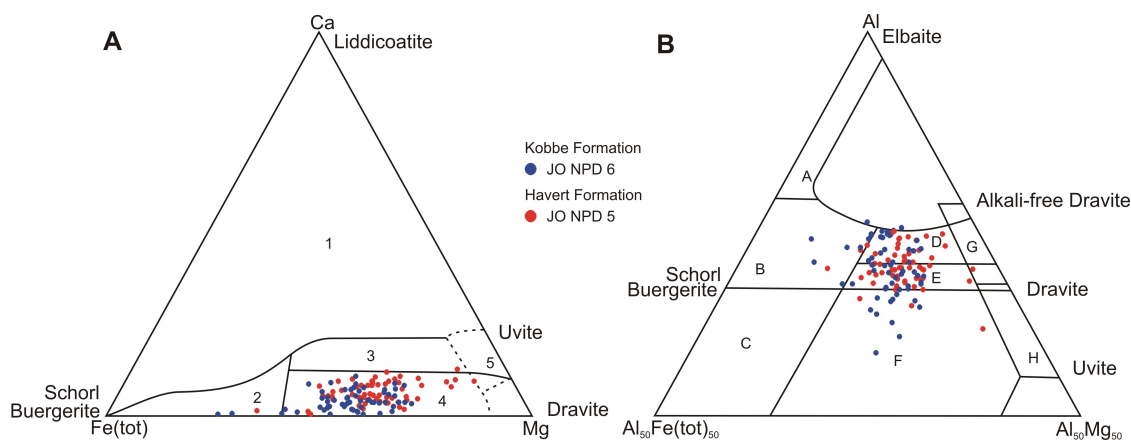 A
Ca
Liddicoatite
1
Uvite
3
5
2
4
Schorl
Buergerite
Fe(tot)
Dravite
Mg
Kobbe Formation
JO NPD 6
Havert Formation
JO NPD 5
B
Al
Elbaite
A
Alkali-free Dravite
D
G
B
E
Schorl
Buergerite
Dravite
C
F
H
Uvite
Al₅₀Fe(tot)₅₀
Al₅₀Mg₅₀